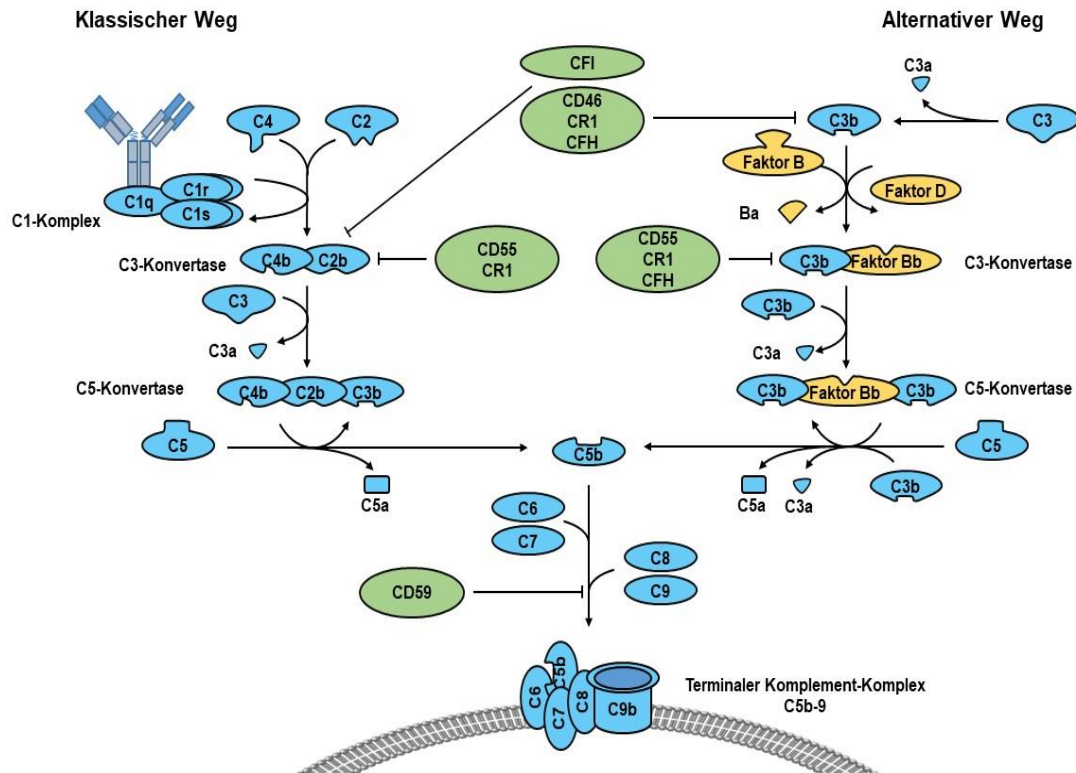 Klassischer Weg
Alternativer Weg
CFI
C3a
C4
C2
CD46
CR1
CFH
C3b
C3
Faktor B
C1r
C1q
C1s
C1-Komplex
Faktor D
Ba
C3-Konvertase
C4b
C2b
CD55
CR1
CD55
CR1
CFH
C3b
Faktor Bb
C3-Konvertase
C3
C3b
C3a
C3a
C5-Konvertase
C4b
C2b
C3b
C3b
Faktor Bb
C3b
C5-Konvertase
C5
C5b
C5
C5a
C5a
C3a
C3b
C6
C7
C8
C9
CD59
C6
C5b
C7
C8
C9b
Terminaler Komplement-Komplex
C5b-9